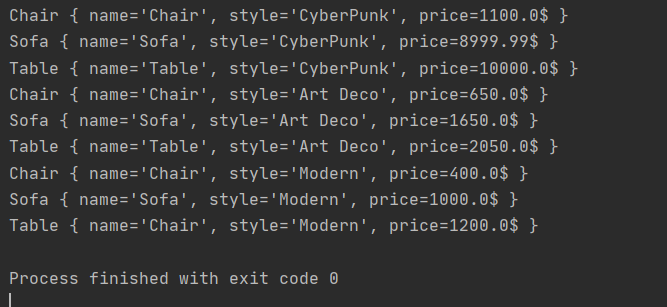 Chair { name='Chair', style='CyberPunk', price=1100.0$ }
Sofa { name='Sofa', style='CyberPunk', price=8999.99$ }
Table { name='Table', style='CyberPunk', price=10000.0$ }
Chair { name='Chair', style='Art Deco', price=650.0$ }
Sofa { name='Sofa', style='Art Deco', price=1650.0$ }
Table { name='Table', style='Art Deco', price=2050.0$ }
Chair { name='Chair', style='Modern', price=400.0$ }
Sofa { name='Sofa', style='Modern', price=1000.0$ }
Table { name='Chair', style='Modern', price=1200.0$ }
Process finished with exit code 0